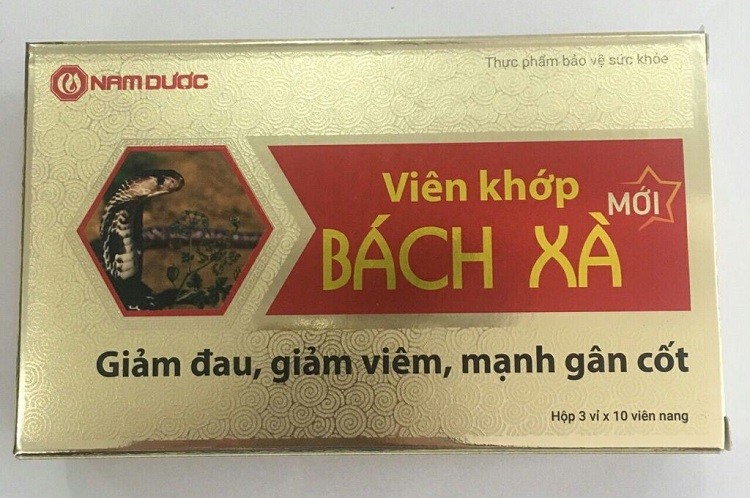 NAM DƯỢC
Thực phẩm bảo vệ sức khỏe
Viên khớp
MỚI
BÁCH XÀ
Giảm đau, giảm viêm, mạnh gân cốt
Hộp 3 vỉ x 10 viên nang